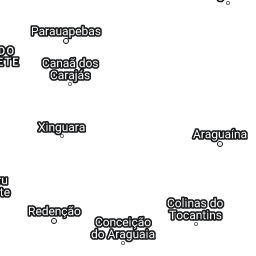 Parauapebas
Canaã dos
Carajás
Xinguara
Araguaína
Colinas do
Tocantins
Redenção
Conceição
do Araguaia